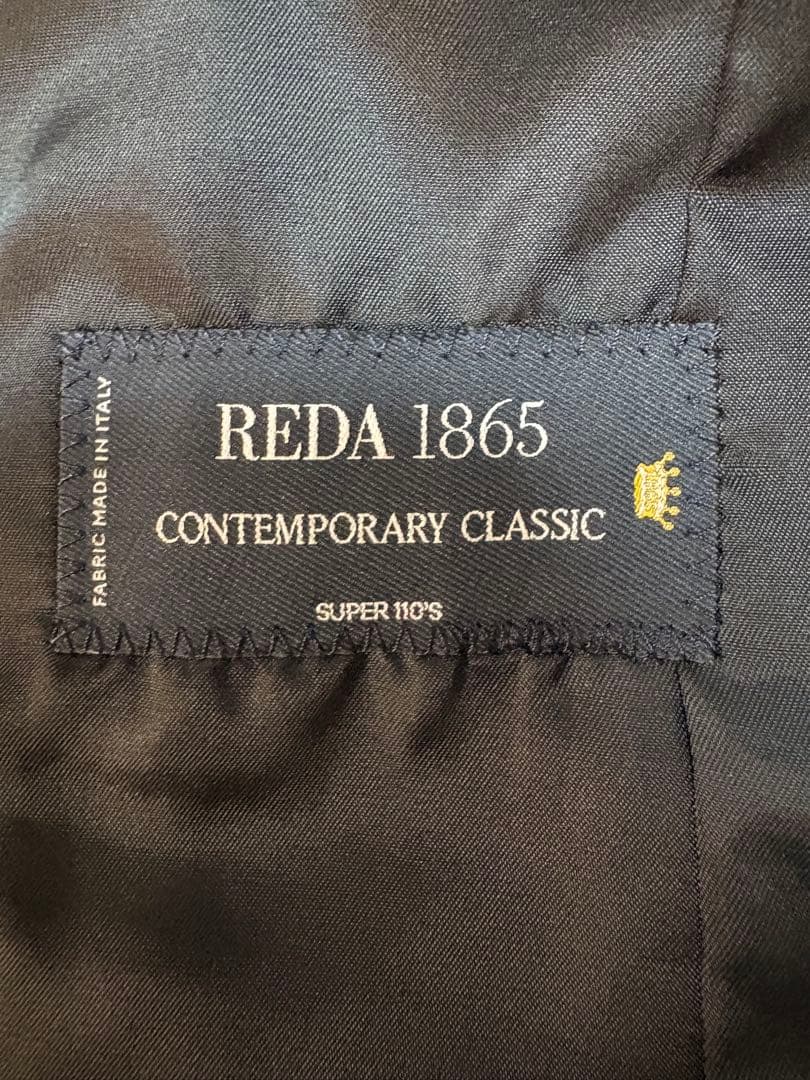 FABRIC MADE IN ITALY
REDA 1865
CONTEMPORARY CLASSIC
SUPER 110'S